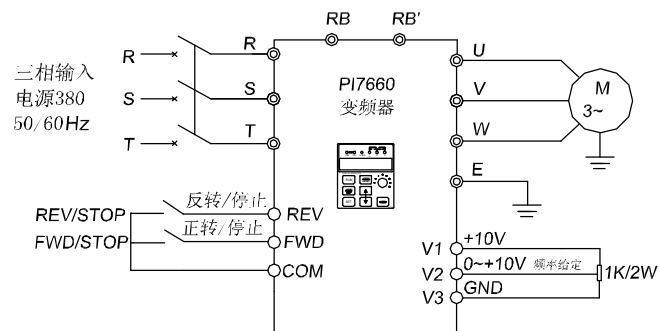 RB RB'
R R U
三相输入
电源380
50/60Hz
S S V
PI7660
变频器
M
3~
T T W
E
反转/停止
REV/STOP REV
正转/停止
FWD/STOP FWD
COM
V1 +10V
V2 0~+10V 频率给定
1K/2W
V3 GND